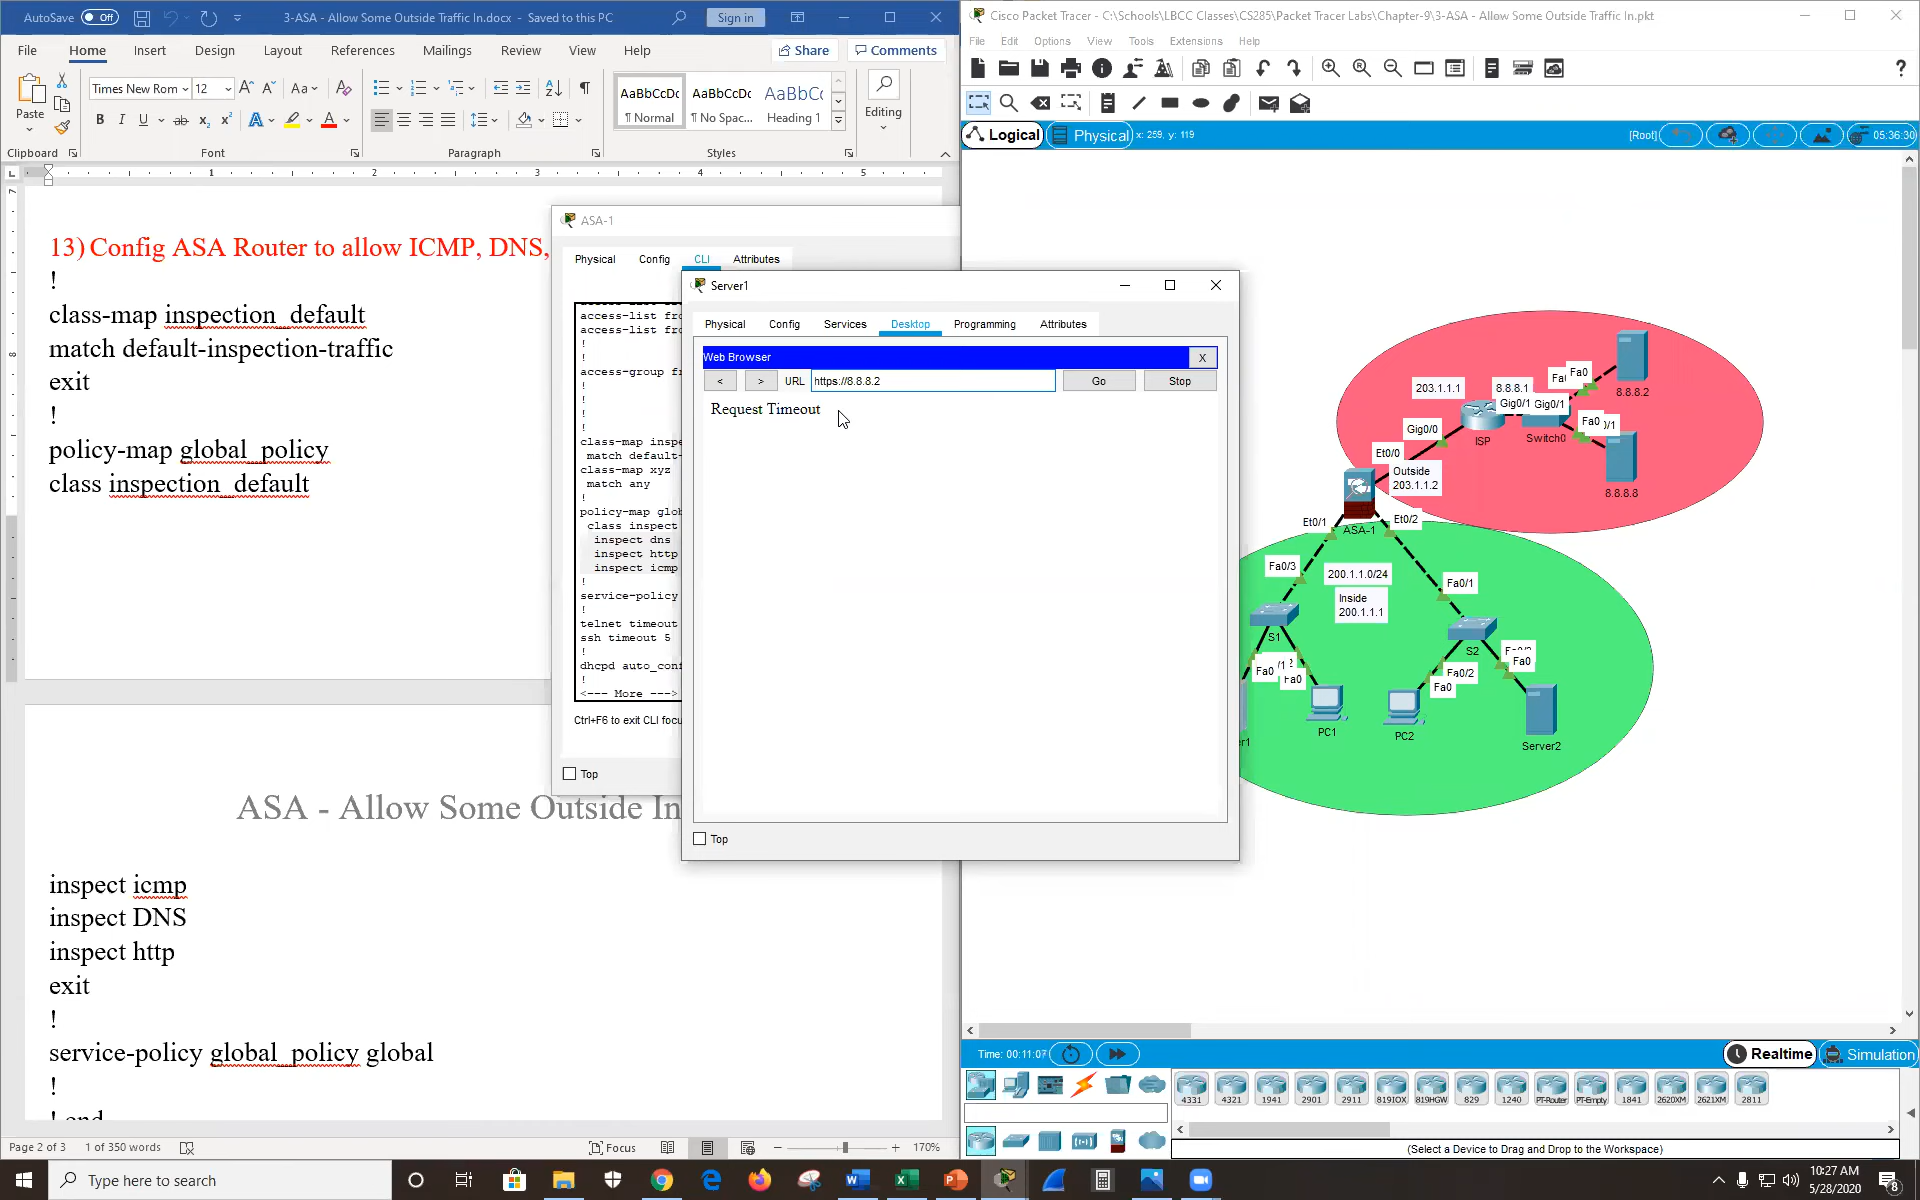 AutoSave Off
3-ASA - Allow Some Outside Traffic In.docx - Saved to this PC
Sign in
File Home Insert Design Layout References Mailings Review View Help
Share Comments
Paste
Times New Rom 12
AaBbCcDc AaBbCcDc AaBbCc
¶ Normal ¶ No Spac... Heading 1
Editing
Clipboard Font Paragraph Styles
1 2 3 4 5
13) Config ASA Router to allow ICMP, DNS,
!
class-map inspection_default
match default-inspection-traffic
exit
!
policy-map global_policy
class inspection_default
ASA - Allow Some Outside In
inspect icmp
inspect DNS
inspect http
exit
!
service-policy global_policy global
!
! end
Page 2 of 3 1 of 350 words
Focus
170%
ASA-1
Physical Config CLI Attributes
access-list fro
!
!
access-group fr
!
!
!
!
class-map inspe
match default-
class-map xyz
match any
!
policy-map glob
class inspect
inspect dns
inspect http
inspect icmp
!
service-policy
!
telnet timeout
ssh timeout 5
!
dhcpd auto_conf
!
<--- More --->
Ctrl+F6 to exit CLI focu
Top
Server1
Physical Config Services Desktop Programming Attributes
Web Browser X
< > URL https://8.8.8.2 Go Stop
Request Timeout
Top
Cisco Packet Tracer - C:\Schools\LBCC Classes\CS285\Packet Tracer Labs\Chapter-9\3-ASA - Allow Some Outside Traffic In.pkt
File Edit Options View Tools Extensions Help
?
Logical Physical x: 259, y: 119
[Root] 05:36:30
203.1.1.1
8.8.8.1
Fa0
8.8.8.2
Gig0/1 Gig0/1
Gig0/0
ISP
Switch0
Fa0
8.8.8.8
Et0/0
Outside
203.1.1.2
Et0/1
ASA-1
Et0/2
Fa0/3
200.1.1.0/24
Inside
200.1.1.1
Fa0/1
S1
S2
Fa0
Fa0
Fa0/2
Fa0
Fa0
PC1
PC2
Server2
Time: 00:11:07
Realtime Simulation
4331 4321 1941 2901 2911 819IOX 819HGW 829 1240 PT-Router PT-Empty 1841 2620XM 2621XM 2811
(Select a Device to Drag and Drop to the Workspace)
Type here to search
10:27 AM
5/28/2020
8